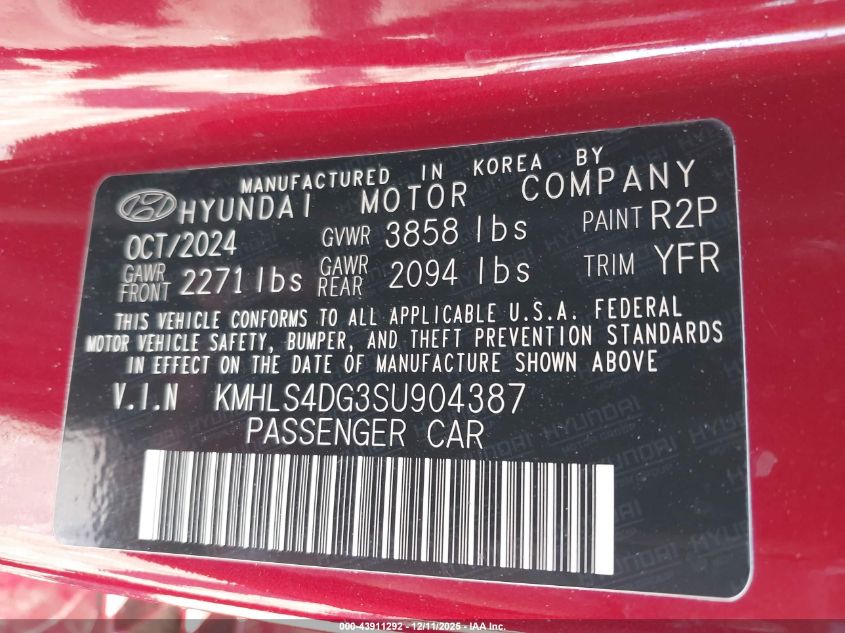 MANUFACTURED IN KOREA BY
HYUNDAI MOTOR COMPANY
OCT/2024 GVWR 3858 lbs PAINT R2P
GAWR FRONT 2271 lbs GAWR REAR 2094 lbs TRIM YFR
THIS VEHICLE CONFORMS TO ALL APPLICABLE U.S.A. FEDERAL
MOTOR VEHICLE SAFETY, BUMPER, AND THEFT PREVENTION STANDARDS
IN EFFECT ON THE DATE OF MANUFACTURE SHOWN ABOVE
V.I.N KMHLS4DG3SU904387
PASSENGER CAR
000-43911292 - 12/11/2025 - IAA Inc.